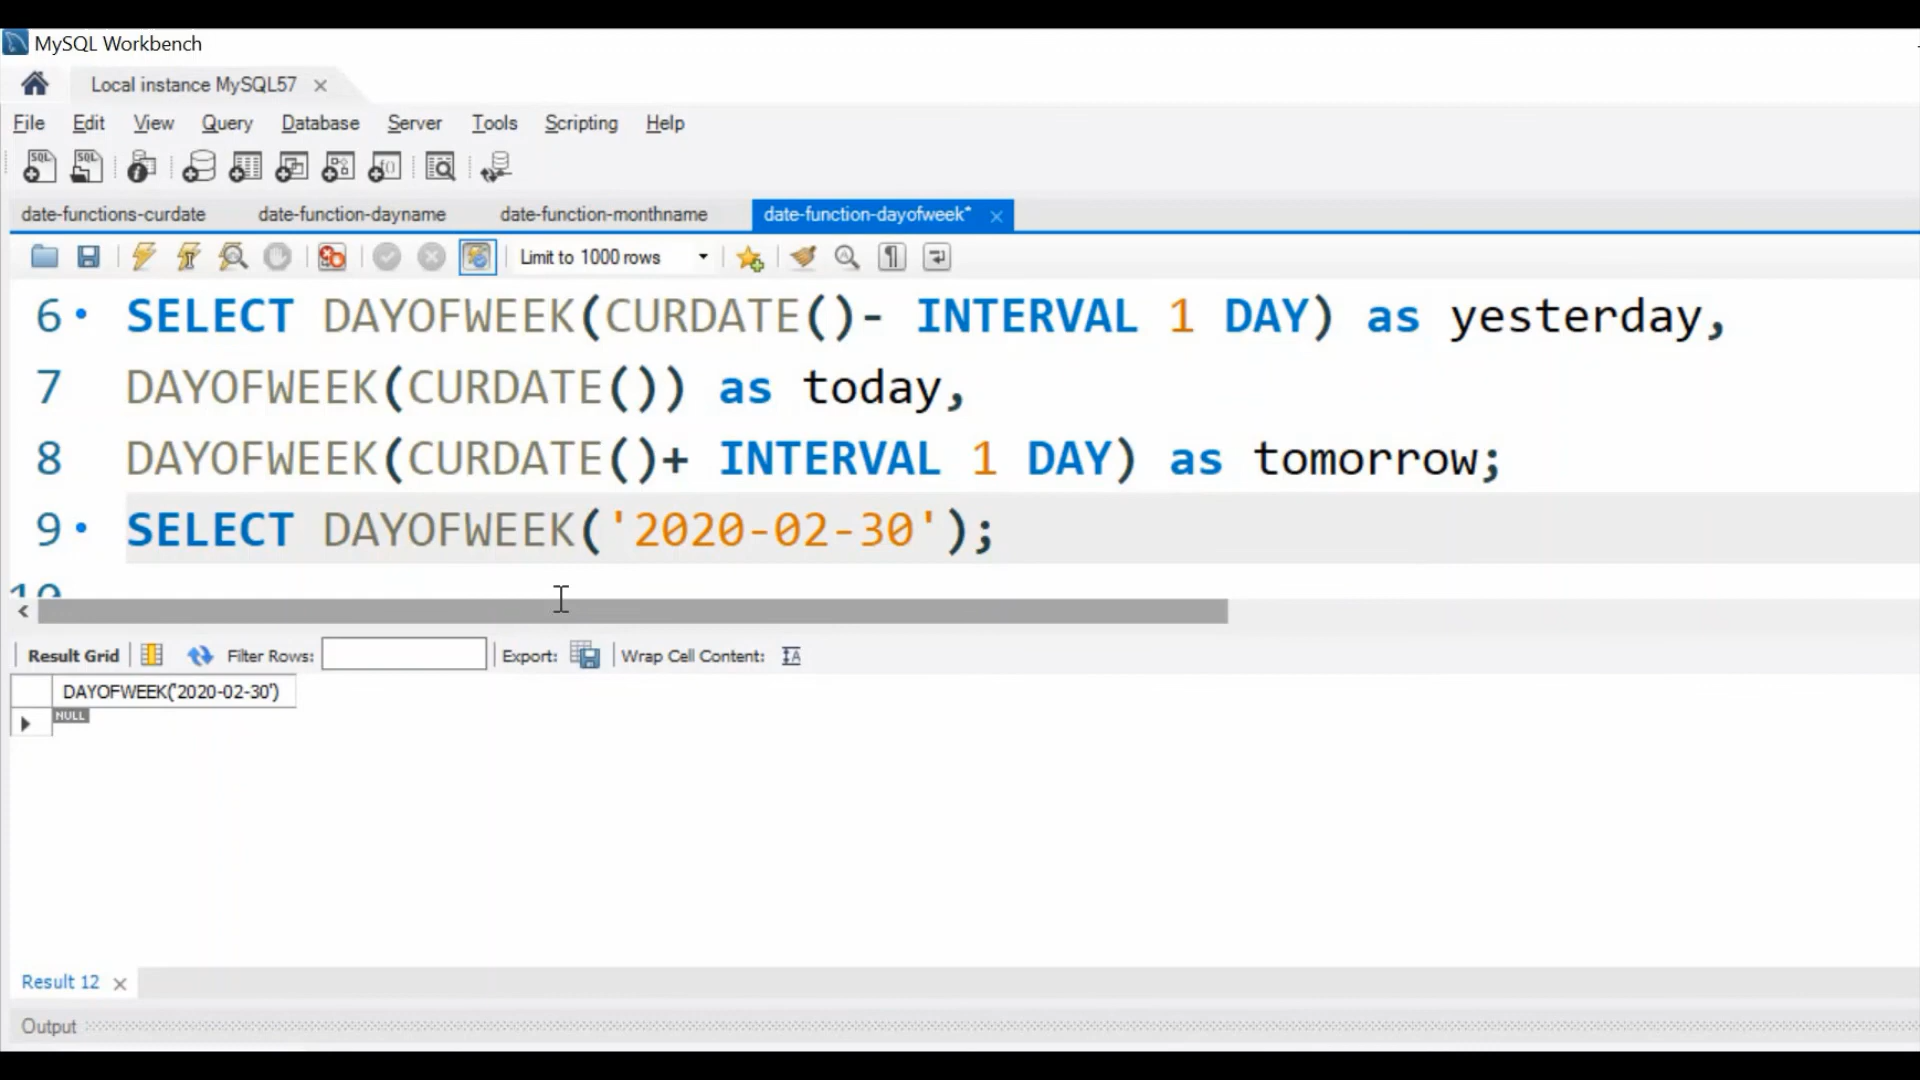 MySQL Workbench
Local instance MySQL57
File Edit View Query Database Server Tools Scripting Help
date-functions-curdate date-function-dayname date-function-monthname date-function-dayofweek*
Limit to 1000 rows
6 SELECT DAYOFWEEK(CURDATE()- INTERVAL 1 DAY) as yesterday,
7 DAYOFWEEK(CURDATE()) as today,
8 DAYOFWEEK(CURDATE()+ INTERVAL 1 DAY) as tomorrow;
9 SELECT DAYOFWEEK('2020-02-30');
10
Result Grid Filter Rows: Export: Wrap Cell Content:
DAYOFWEEK('2020-02-30')
NULL
Result 12
Output